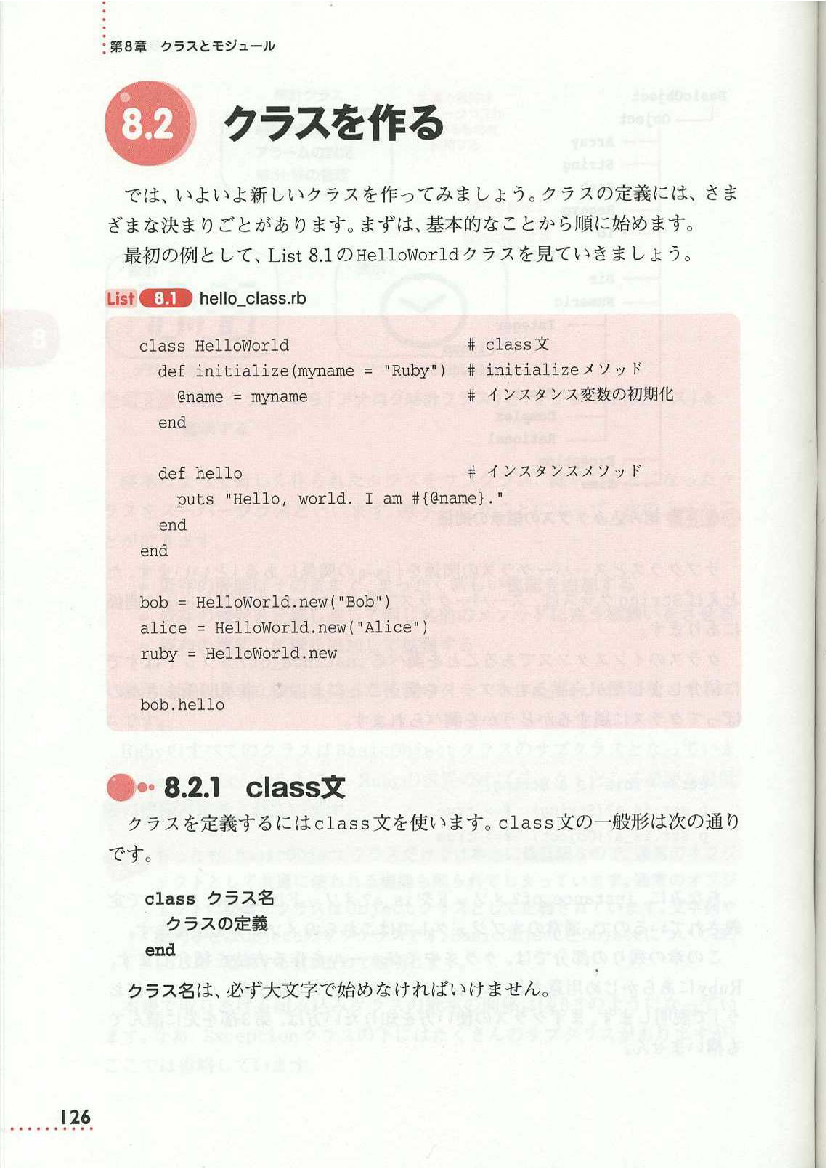 第8章 クラスとモジュール
8.2 クラスを作る
では、いよいよ新しいクラスを作ってみましょう。クラスの定義には、さま
ざまな決まりごとがあります。まずは、基本的なことから順に始めます。
最初の例として、List 8.1のHelloWorldクラスを見ていきましょう。
List 8.1 hello_class.rb
class HelloWorld # class文
def initialize(myname = "Ruby") # initializeメソッド
@name = myname # インスタンス変数の初期化
end
def hello # インスタンスメソッド
puts "Hello, world. I am #{@name}."
end
end
bob = HelloWorld.new("Bob")
alice = HelloWorld.new("Alice")
ruby = HelloWorld.new
bob.hello
8.2.1 class文
クラスを定義するにはclass文を使います。class文の一般形は次の通り
です。
class クラス名
クラスの定義
end
クラス名は、必ず大文字で始めなければいけません。
126